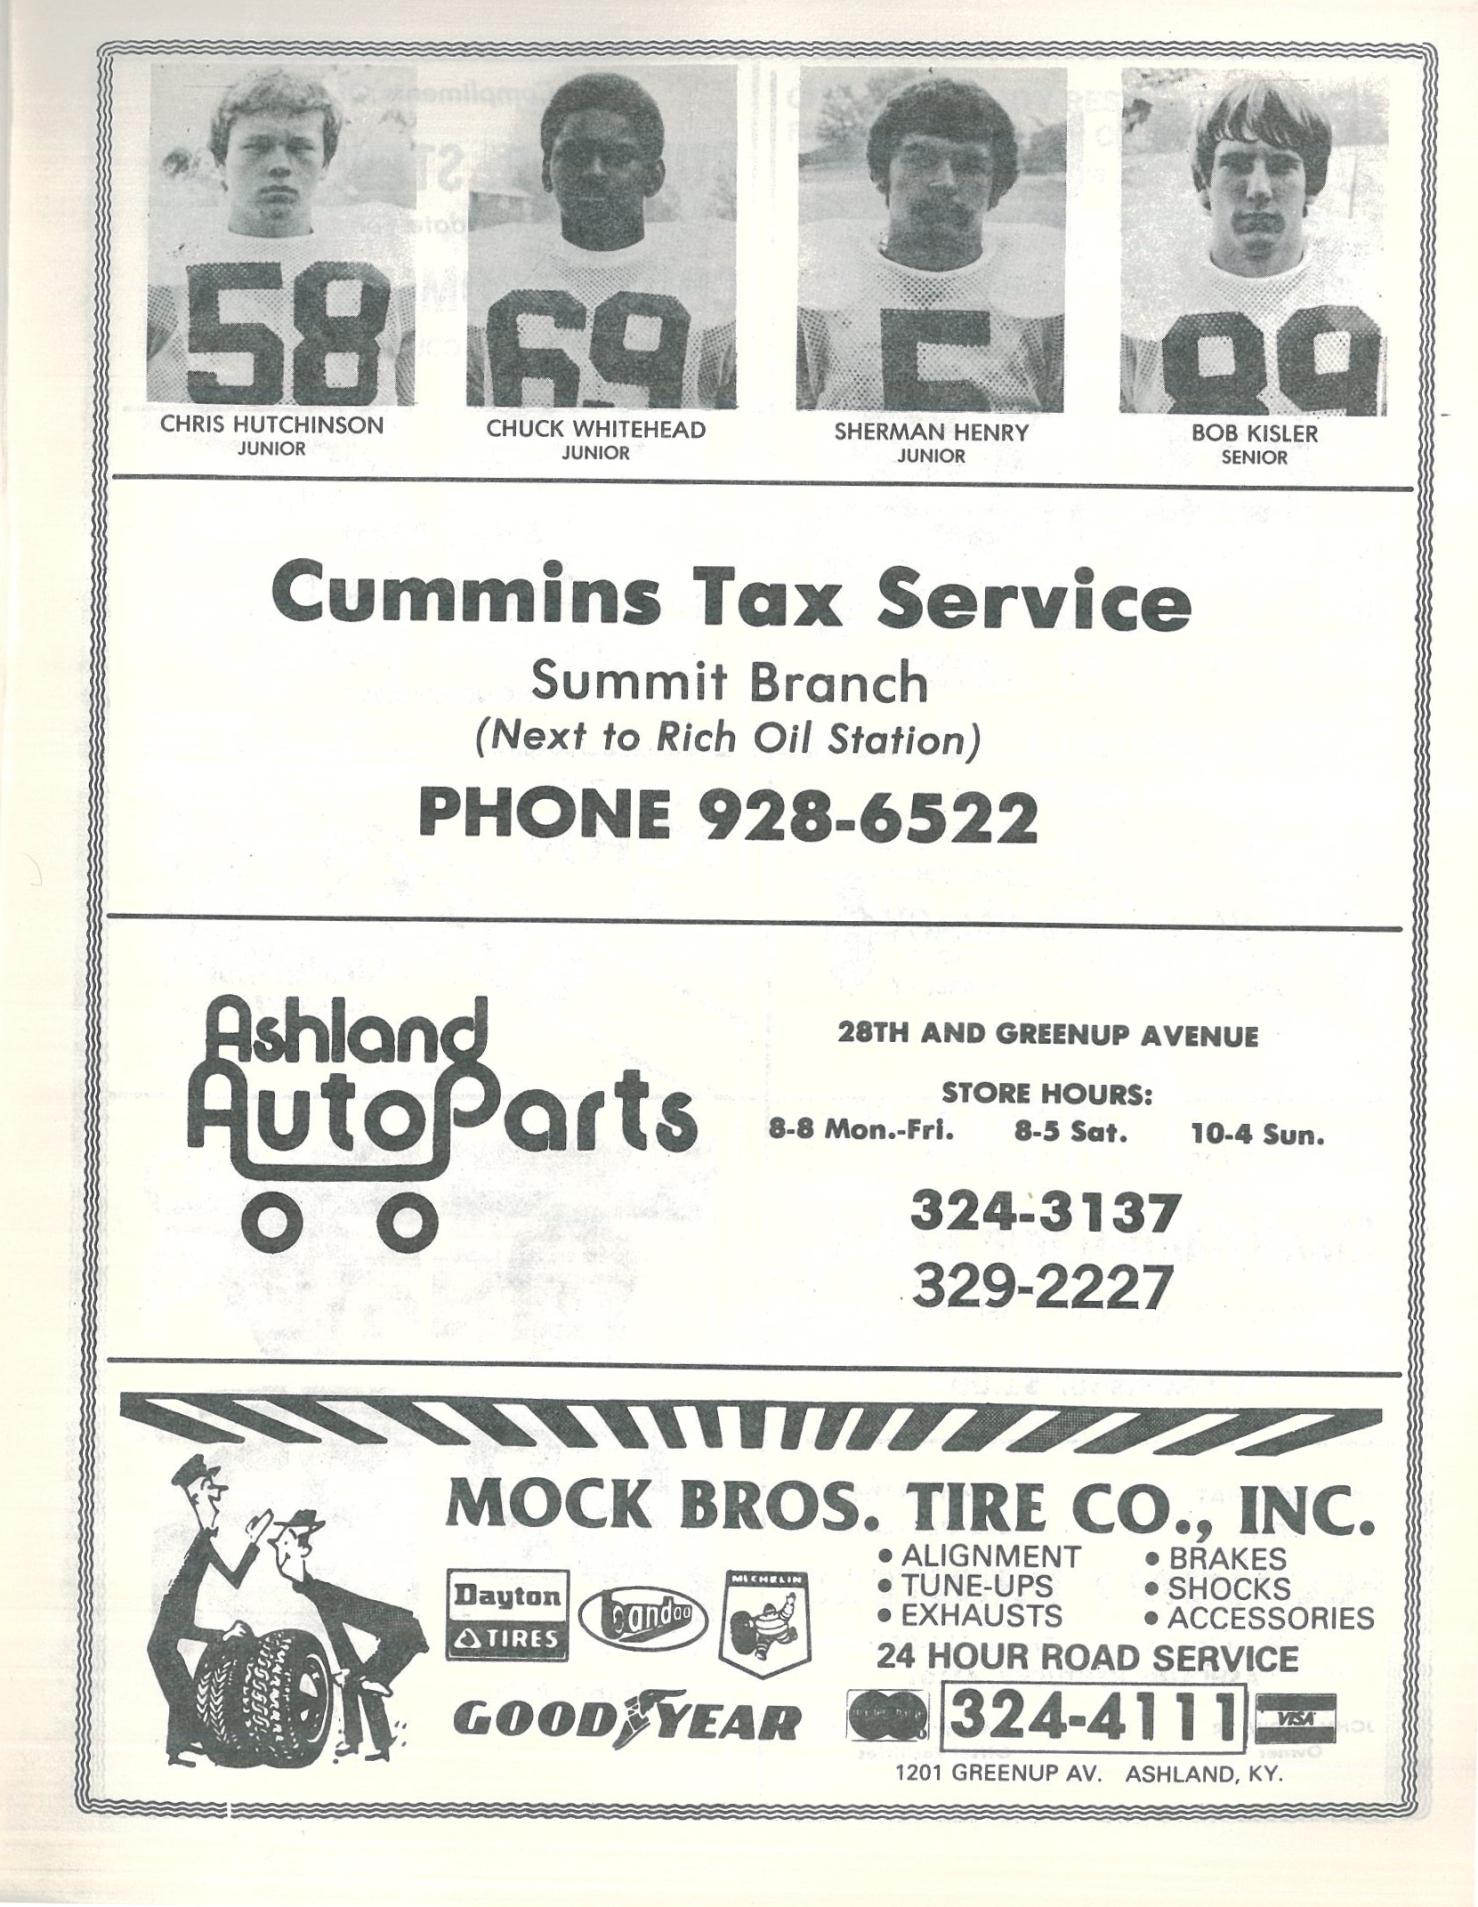 58
69
5
89
CHRIS HUTCHINSON
JUNIOR
CHUCK WHITEHEAD
JUNIOR
SHERMAN HENRY
JUNIOR
BOB KISLER
SENIOR
Cummins Tax Service
Summit Branch
(Next to Rich Oil Station)
PHONE 928-6522
Ashland
AutoParts
28TH AND GREENUP AVENUE
STORE HOURS:
8-8 Mon.-Fri. 8-5 Sat. 10-4 Sun.
324-3137
329-2227
MOCK BROS. TIRE CO., INC.
• ALIGNMENT
• TUNE-UPS
• EXHAUSTS
• BRAKES
• SHOCKS
• ACCESSORIES
Dayton
TIRES
bandag
MICHELIN
24 HOUR ROAD SERVICE
GOODYEAR
324-4111
VISA
1201 GREENUP AV. ASHLAND, KY.